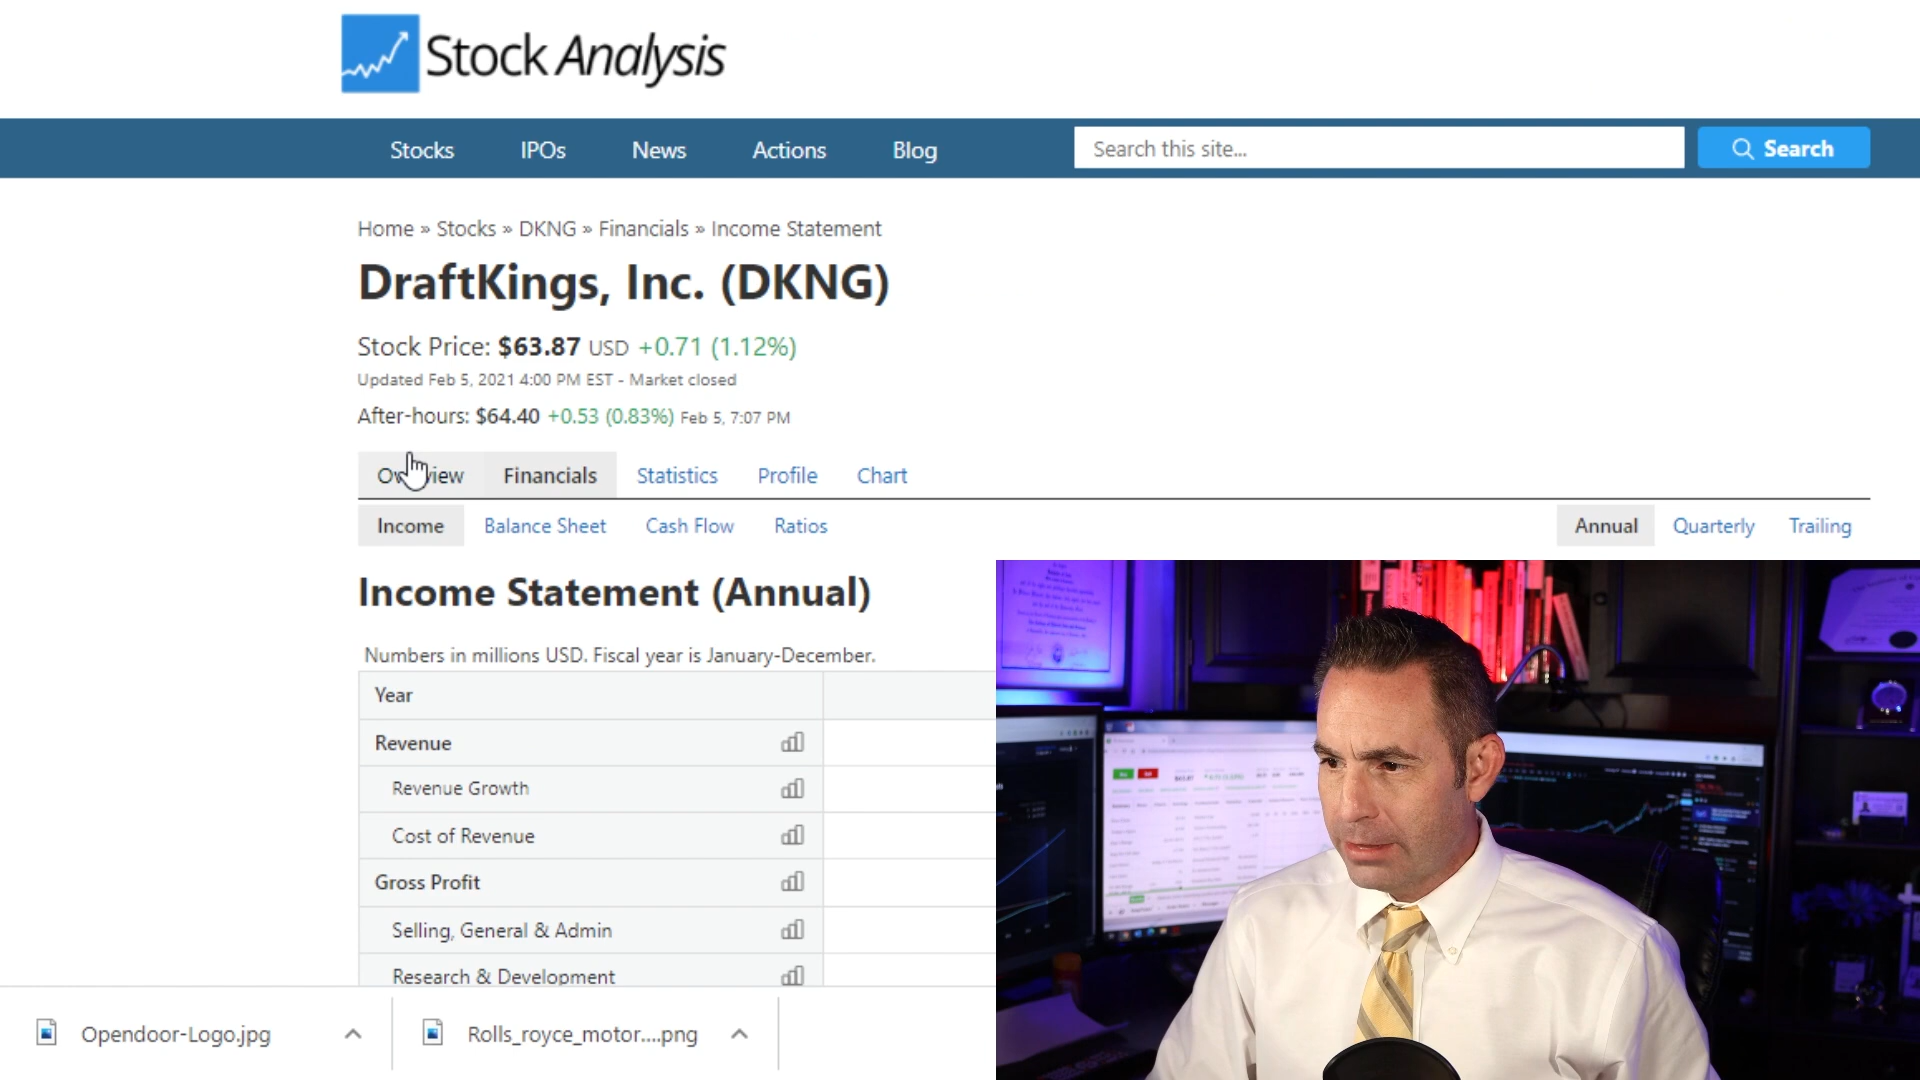 Stock Analysis
Stocks IPOs News Actions Blog Search this site... Search
Home » Stocks » DKNG » Financials » Income Statement
DraftKings, Inc. (DKNG)
Stock Price: $63.87 USD +0.71 (1.12%)
Updated Feb 5, 2021 4:00 PM EST - Market closed
After-hours: $64.40 +0.53 (0.83%) Feb 5, 7:07 PM
Financials Statistics Profile Chart
Income Balance Sheet Cash Flow Ratios Annual Quarterly Trailing
Income Statement (Annual)
Numbers in millions USD. Fiscal year is January-December.
Year
Revenue
Revenue Growth
Cost of Revenue
Gross Profit
Selling, General & Admin
Research & Development
Opendoor-Logo.jpg Rolls_royce_motor....png